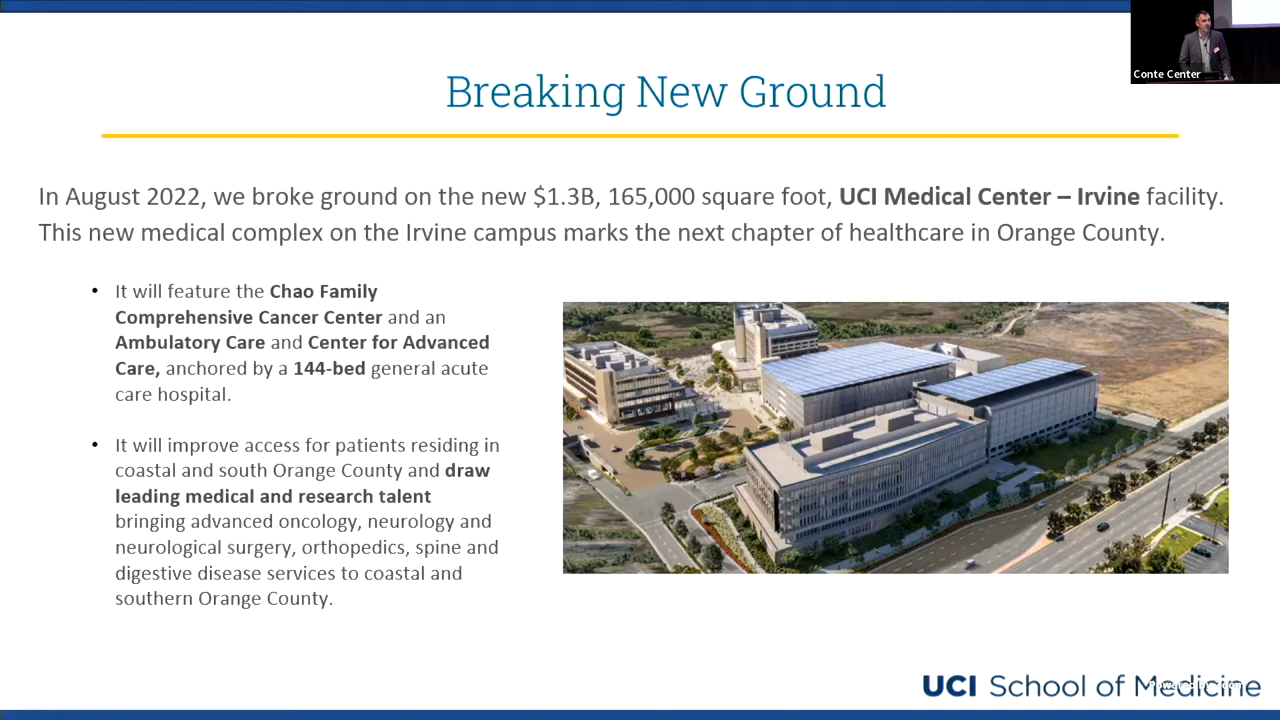 Conte Center
Breaking New Ground
In August 2022, we broke ground on the new $1.3B, 165,000 square foot, UCI Medical Center – Irvine facility.
This new medical complex on the Irvine campus marks the next chapter of healthcare in Orange County.
• It will feature the Chao Family
Comprehensive Cancer Center and an
Ambulatory Care and Center for Advanced
Care, anchored by a 144-bed general acute
care hospital.
• It will improve access for patients residing in
coastal and south Orange County and draw
leading medical and research talent
bringing advanced oncology, neurology and
neurological surgery, orthopedics, spine and
digestive disease services to coastal and
southern Orange County.
UCI School of Medicine